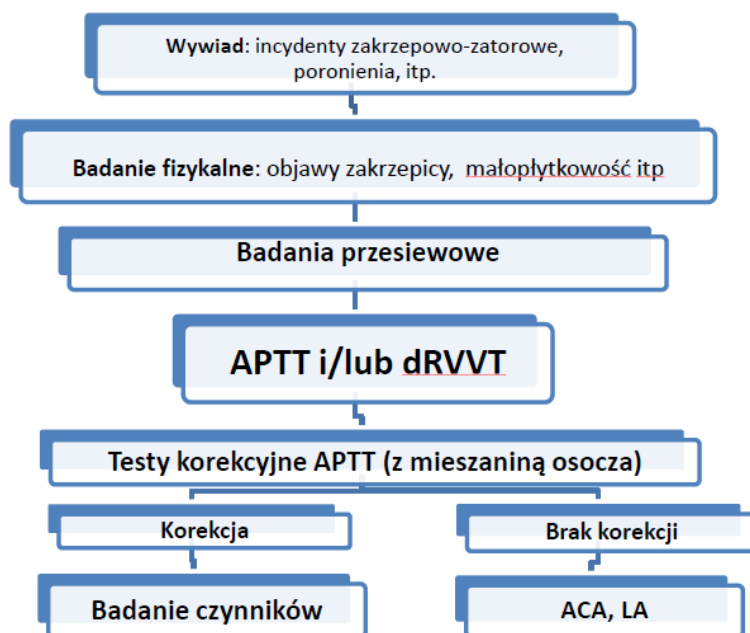 Wywiad: incydenty zakrzepowo-zatorowe,
poronienia, itp.
Badanie fizykalne: objawy zakrzepicy, małopłytkowość itp
Badania przesiewowe
APTT i/lub dRVVT
Testy korekcyjne APTT (z mieszaniną osocza)
Korekcja
Brak korekcji
Badanie czynników
ACA, LA